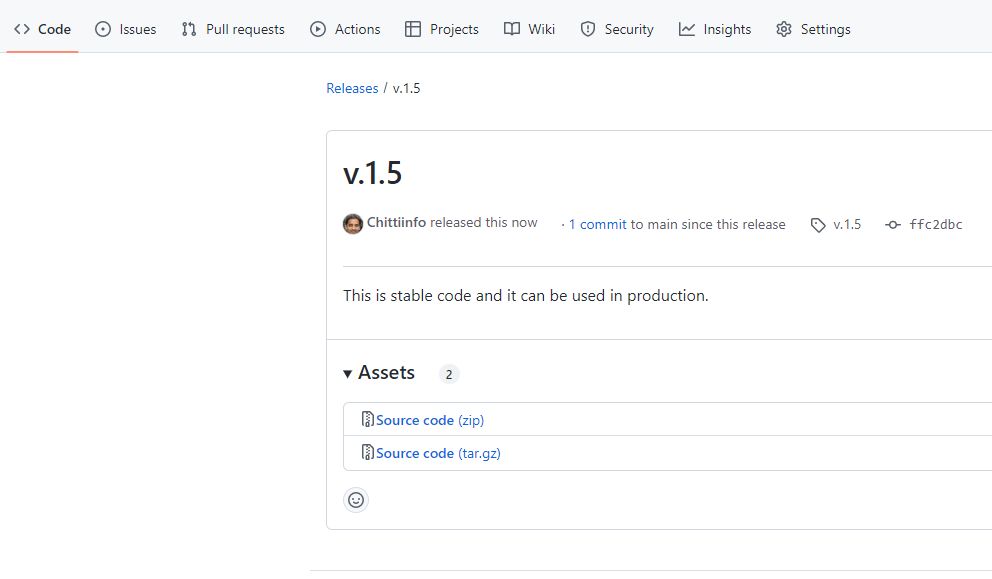 Code Issues Pull requests Actions Projects Wiki Security Insights Settings
Releases / v.1.5
v.1.5
Chittiinfo released this now · 1 commit to main since this release v.1.5 ffc2dbc
This is stable code and it can be used in production.
Assets 2
Source code (zip)
Source code (tar.gz)